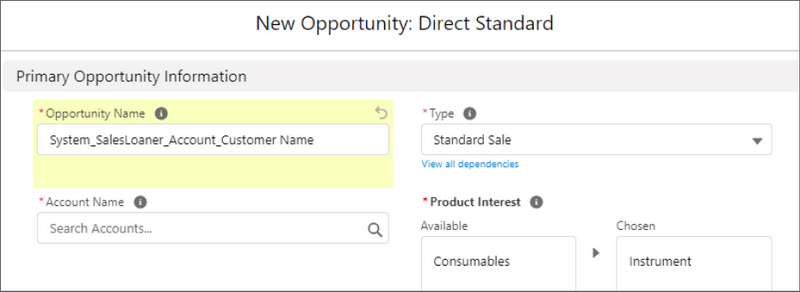 New Opportunity: Direct Standard
Primary Opportunity Information
* Opportunity Name
System_SalesLoaner_Account_Customer Name
* Type
Standard Sale
View all dependencies
* Account Name
Search Accounts...
* Product Interest
Available
Chosen
Consumables
Instrument